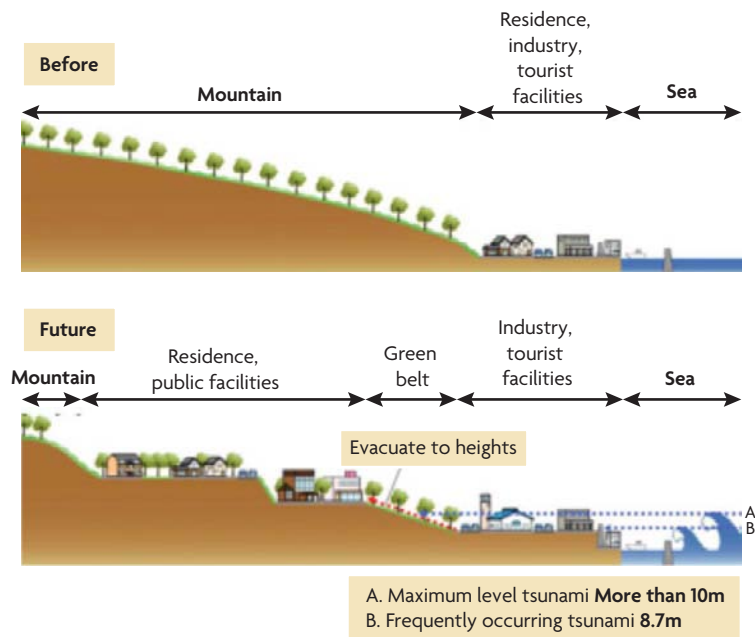 Before
Mountain
Residence,
industry,
tourist
facilities
Sea
Future
Mountain
Residence,
public facilities
Green
belt
Industry,
tourist
facilities
Sea
Evacuate to heights
A
B
A. Maximum level tsunami More than 10m
B. Frequently occurring tsunami 8.7m